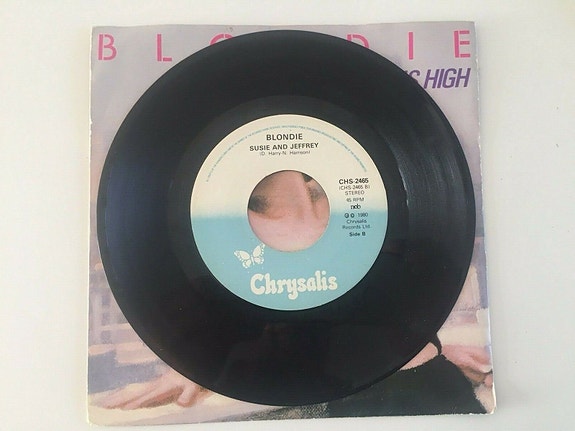 BLONDIE
HIGH
BLONDIE
SUSIE AND JEFFREY
(D. Harry-N. Harrison)
CHS-2465
(CHS 2465 B)
STEREO
45 RPM
ncb
Ⓟ © 1980
Chrysalis
Records Ltd
Side B
Chrysalis